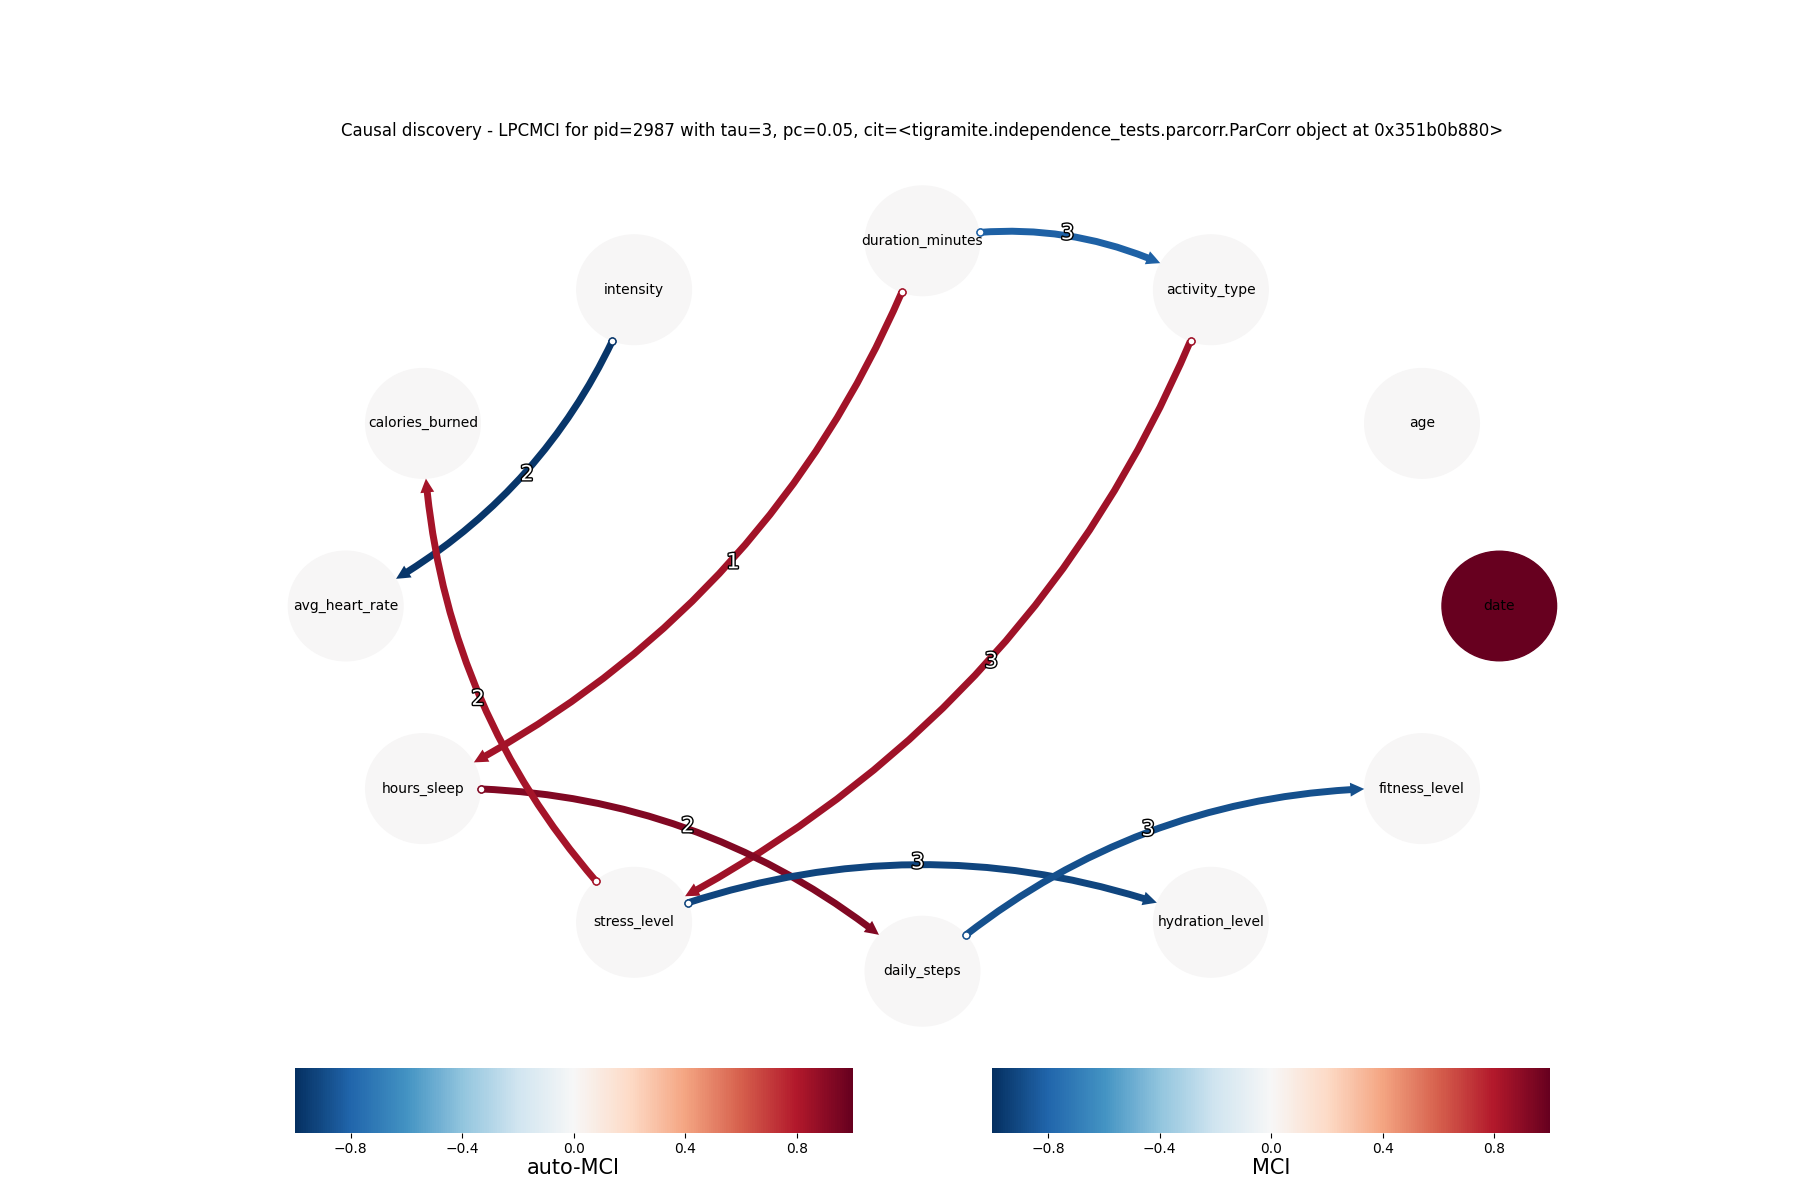 Causal discovery - LPCMCI for pid=2987 with tau=3, pc=0.05, cit=<tigramite.independence_tests.parcorr.ParCorr object at 0x351b0b880>
duration_minutes
3
intensity
activity_type
calories_burned
age
2
1
avg_heart_rate
date
3
2
hours_sleep
fitness_level
2
3
3
stress_level
hydration_level
daily_steps
−0.8
−0.4
0.0
0.4
0.8
auto-MCI
−0.8
−0.4
0.0
0.4
0.8
MCI